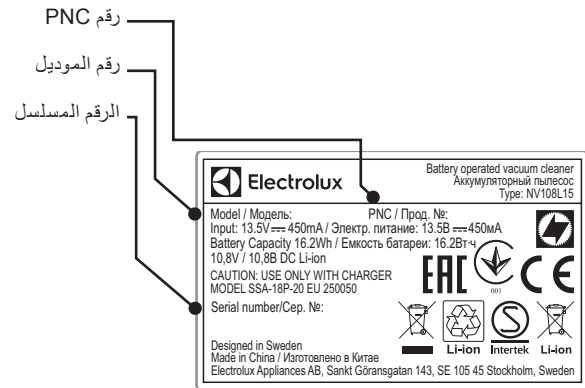 رقم PNC
رقم الموديل
الرقم المسلسل
Electrolux
Battery operated vacuum cleaner
Аккумуляторный пылесос
Type: NV108L15
Model / Модель: PNC / Прод. №:
Input: 13.5V⎓450mA / Электр. питание: 13.5В⎓450мА
Battery Capacity 16.2Wh / Емкость батареи: 16.2Вт·ч
10,8V / 10,8В DC Li-ion
CAUTION: USE ONLY WITH CHARGER
MODEL SSA-18P-20 EU 250050
EAC
001
CE
Serial number/Сер. №:
Li-ion
S
Intertek
Li-ion
Designed in Sweden
Made in China / Изготовлено в Китае
Electrolux Appliances AB, Sankt Göransgatan 143, SE 105 45 Stockholm, Sweden